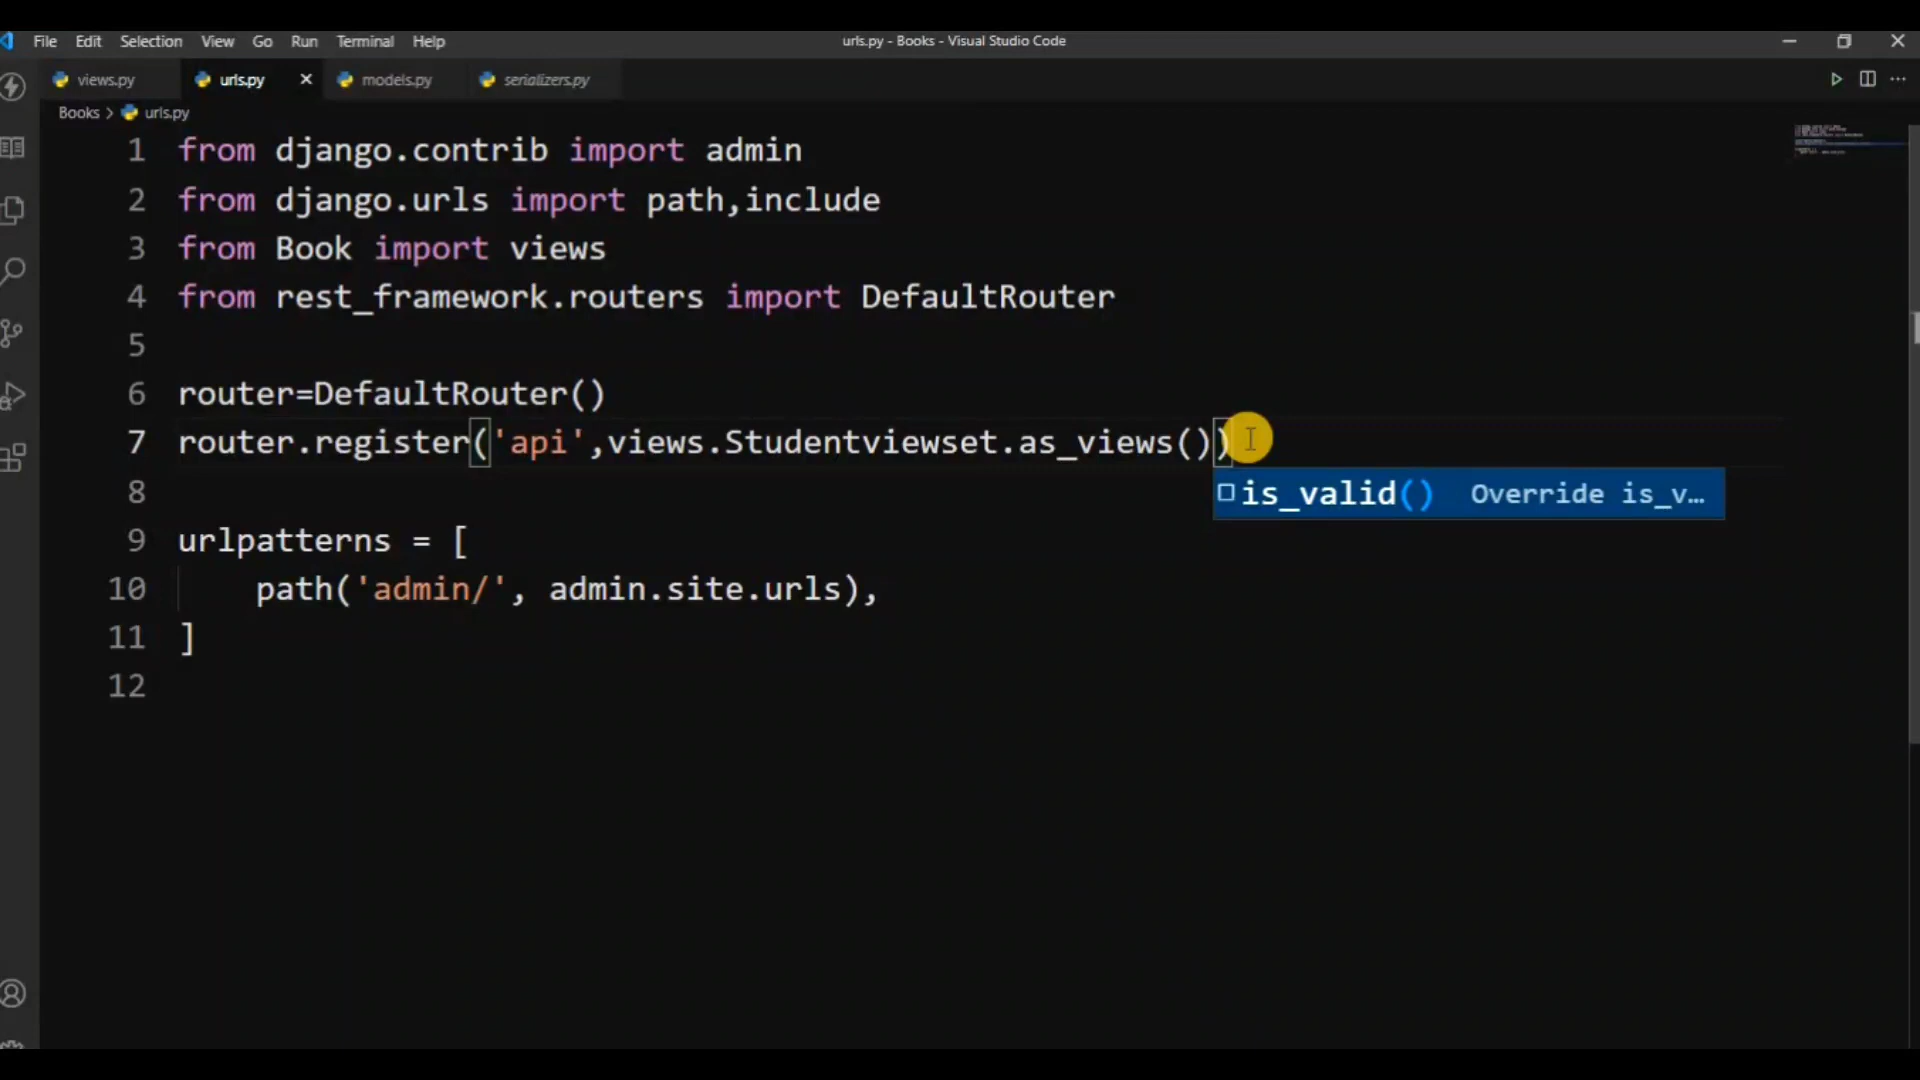 File Edit Selection View Go Run Terminal Help urls.py - Books - Visual Studio Code
views.py urls.py models.py serializers.py
Books > urls.py
1 from django.contrib import admin
2 from django.urls import path,include
3 from Book import views
4 from rest_framework.routers import DefaultRouter
5
6 router=DefaultRouter()
7 router.register('api',views.Studentviewset.as_views())
is_valid() Override is_v…
8
9 urlpatterns = [
10 path('admin/', admin.site.urls),
11 ]
12